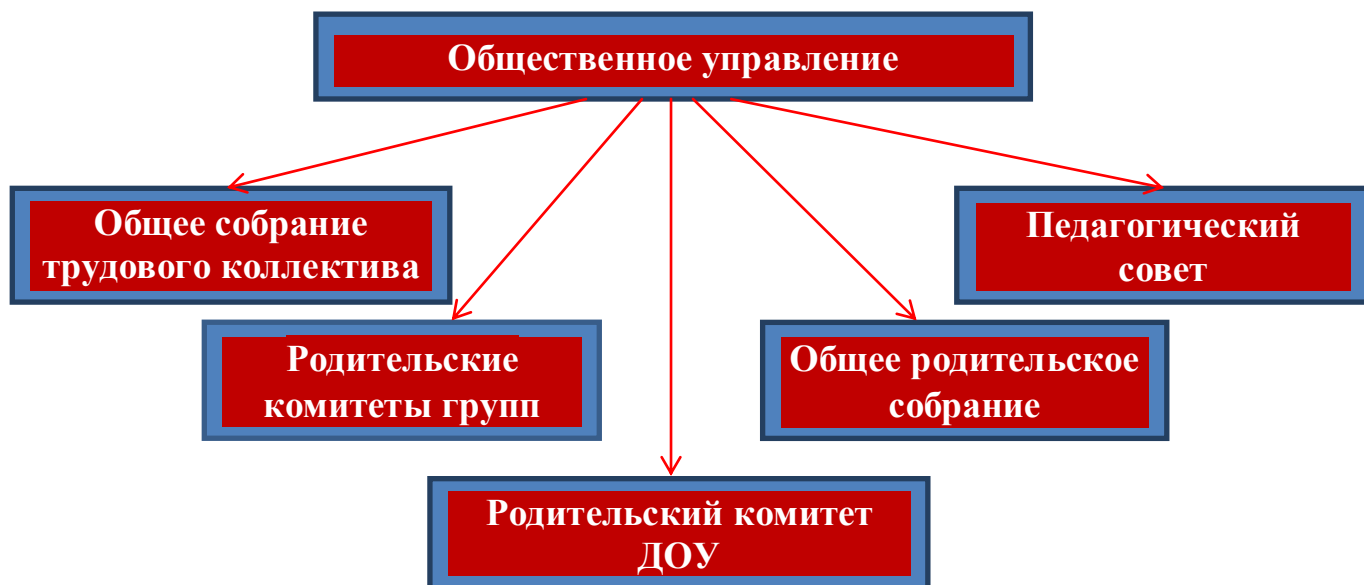 Общественное управление
Общее собрание
трудового коллектива
Педагогический
совет
Родительские
комитеты групп
Общее родительское
собрание
Родительский комитет
ДОУ